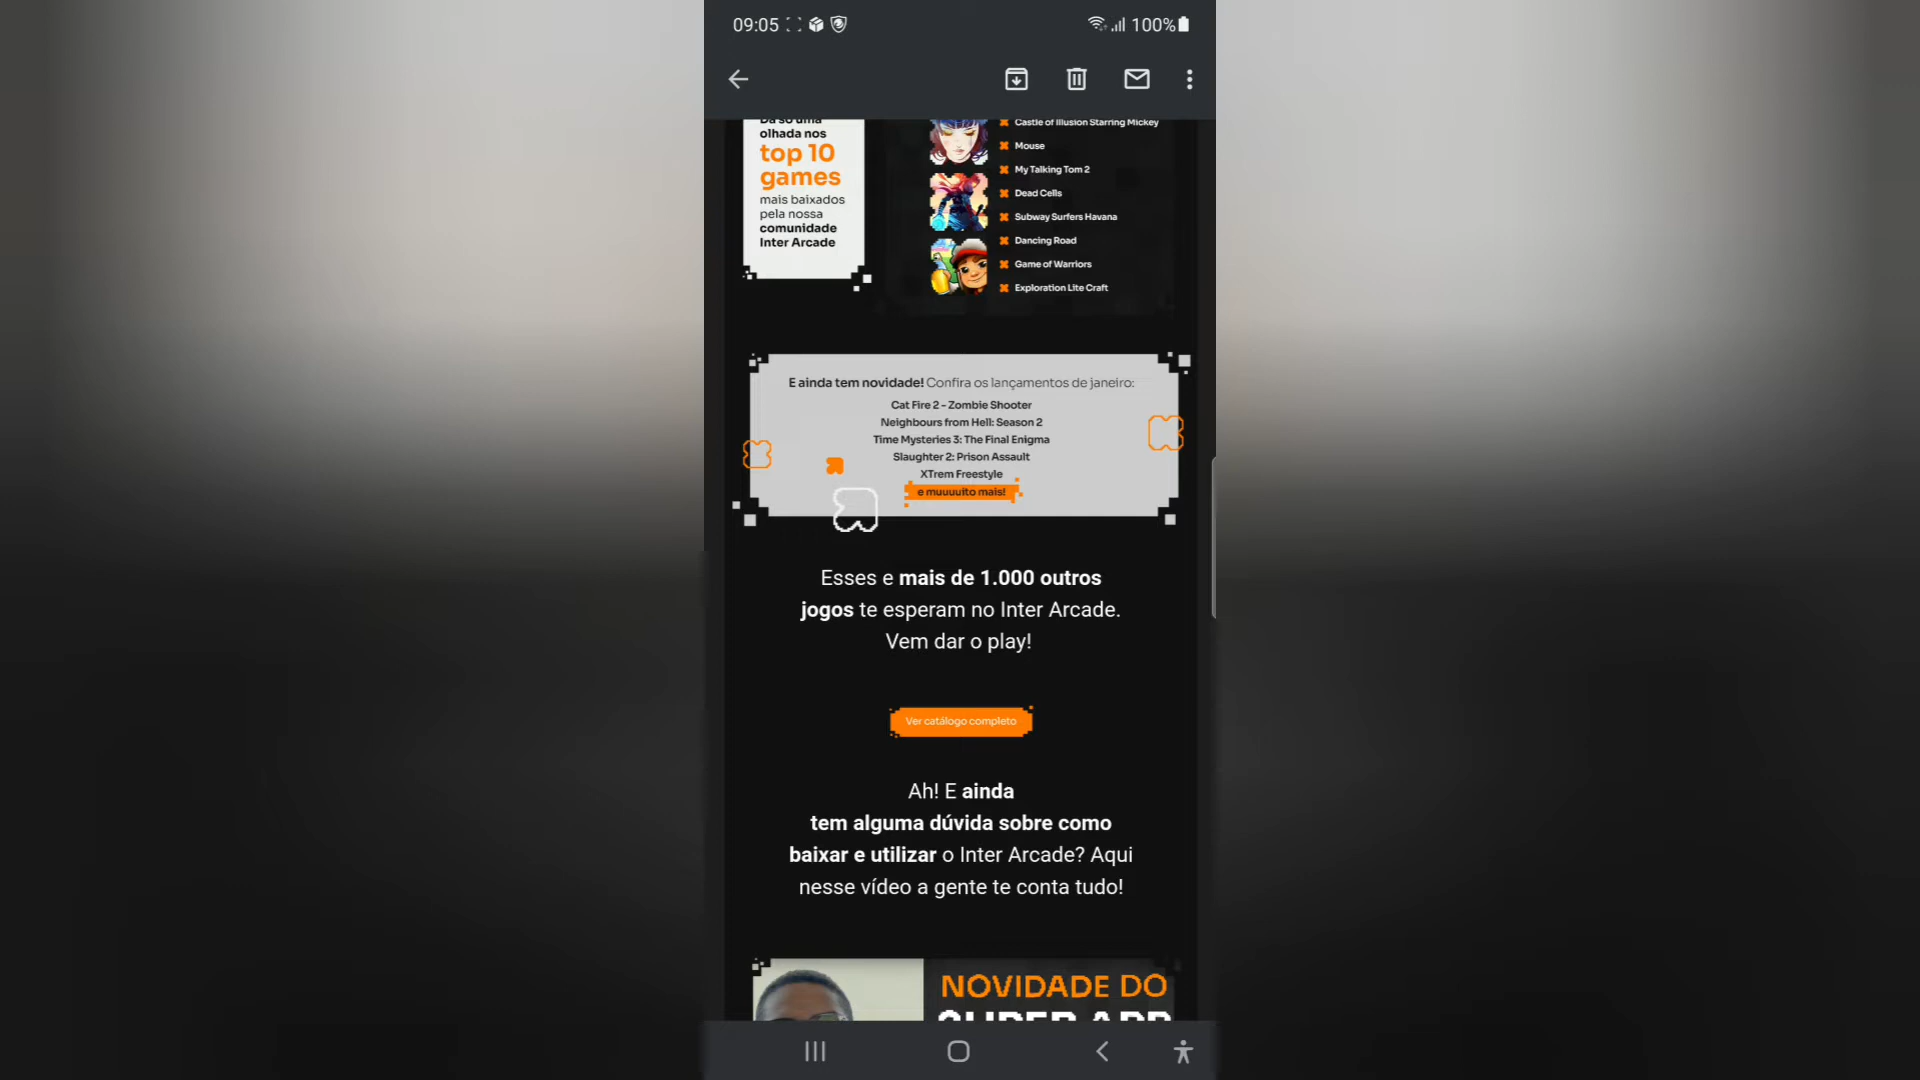 09:05
100%
Dá só uma
olhada nos
top 10
games
mais baixados
pela nossa
comunidade
Inter Arcade
Castle of Illusion Starring Mickey
Mouse
My Talking Tom 2
Dead Cells
Subway Surfers Havana
Dancing Road
Game of Warriors
Exploration Lite Craft
E ainda tem novidade! Confira os lançamentos de janeiro:
Cat Fire 2 - Zombie Shooter
Neighbours from Hell: Season 2
Time Mysteries 3: The Final Enigma
Slaughter 2: Prison Assault
XTrem Freestyle
e muuuuito mais!
Esses e mais de 1.000 outros
jogos te esperam no Inter Arcade.
Vem dar o play!
Ver catálogo completo
Ah! E ainda
tem alguma dúvida sobre como
baixar e utilizar o Inter Arcade? Aqui
nesse vídeo a gente te conta tudo!
NOVIDADE DO
SUPER APP